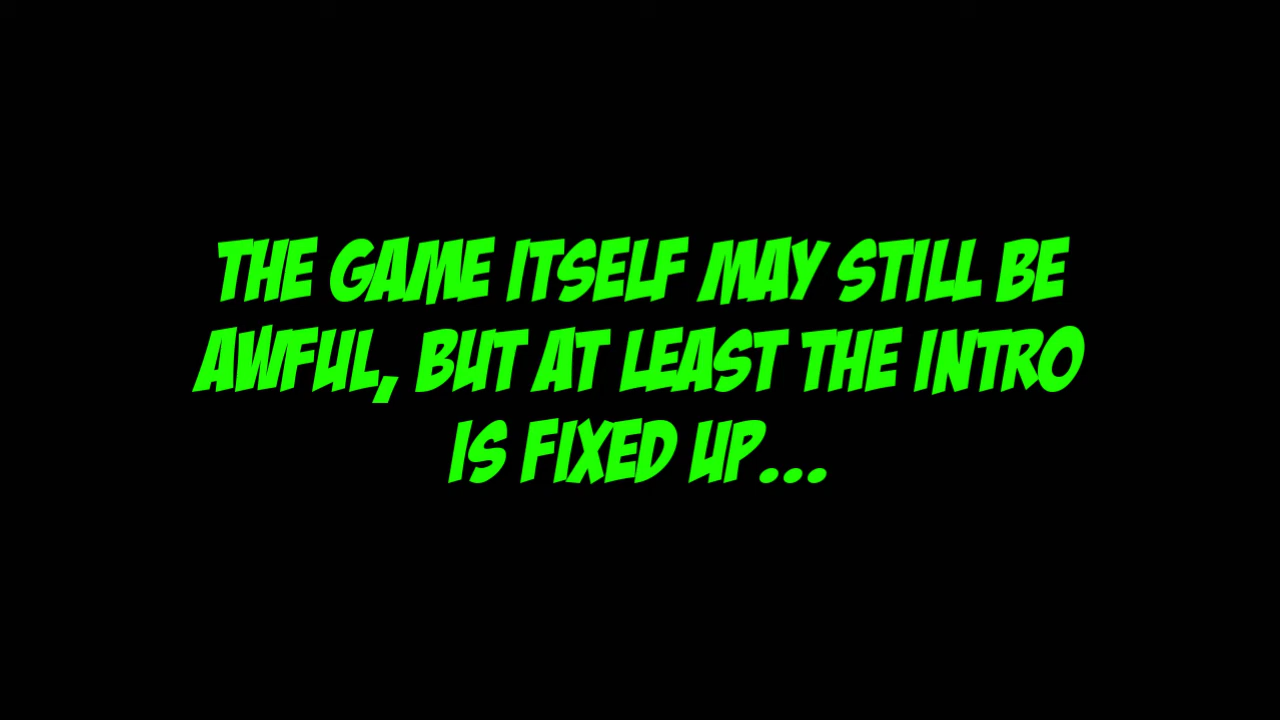 THE GAME ITSELF MAY STILL BE
AWFUL, BUT AT LEAST THE INTRO
IS FIXED UP...